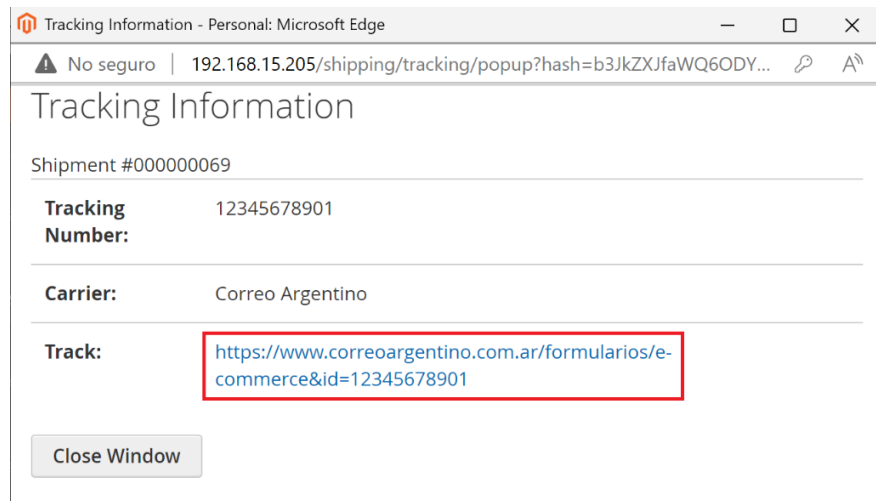 Tracking Information - Personal: Microsoft Edge
No seguro | 192.168.15.205/shipping/tracking/popup?hash=b3JkZXJfaWQ6ODY...
Tracking Information
Shipment #000000069
Tracking Number: 12345678901
Carrier: Correo Argentino
Track: https://www.correoargentino.com.ar/formularios/e-
commerce&id=12345678901
Close Window